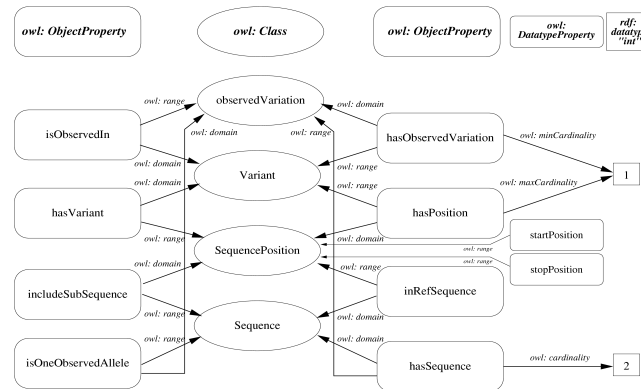 owl: ObjectProperty
owl: Class
owl: ObjectProperty
owl:
DatatypeProperty
rdf:
"int"
observedVariation
owl: range
owl: domain
owl: domain
owl: range
isObservedIn
hasObservedVariation
owl: minCardinality
owl: domain
owl: range
Variant
owl: domain
owl: range
owl: maxCardinality
1
hasVariant
hasPosition
owl: range
owl: domain
startPosition
SequencePosition
owl: range
owl: domain
owl: range
owl: range
stopPosition
includeSubSequence
inRefSequence
owl: range
owl: domain
Sequence
owl: range
owl: domain
isOneObservedAllele
hasSequence
owl: cardinality
2